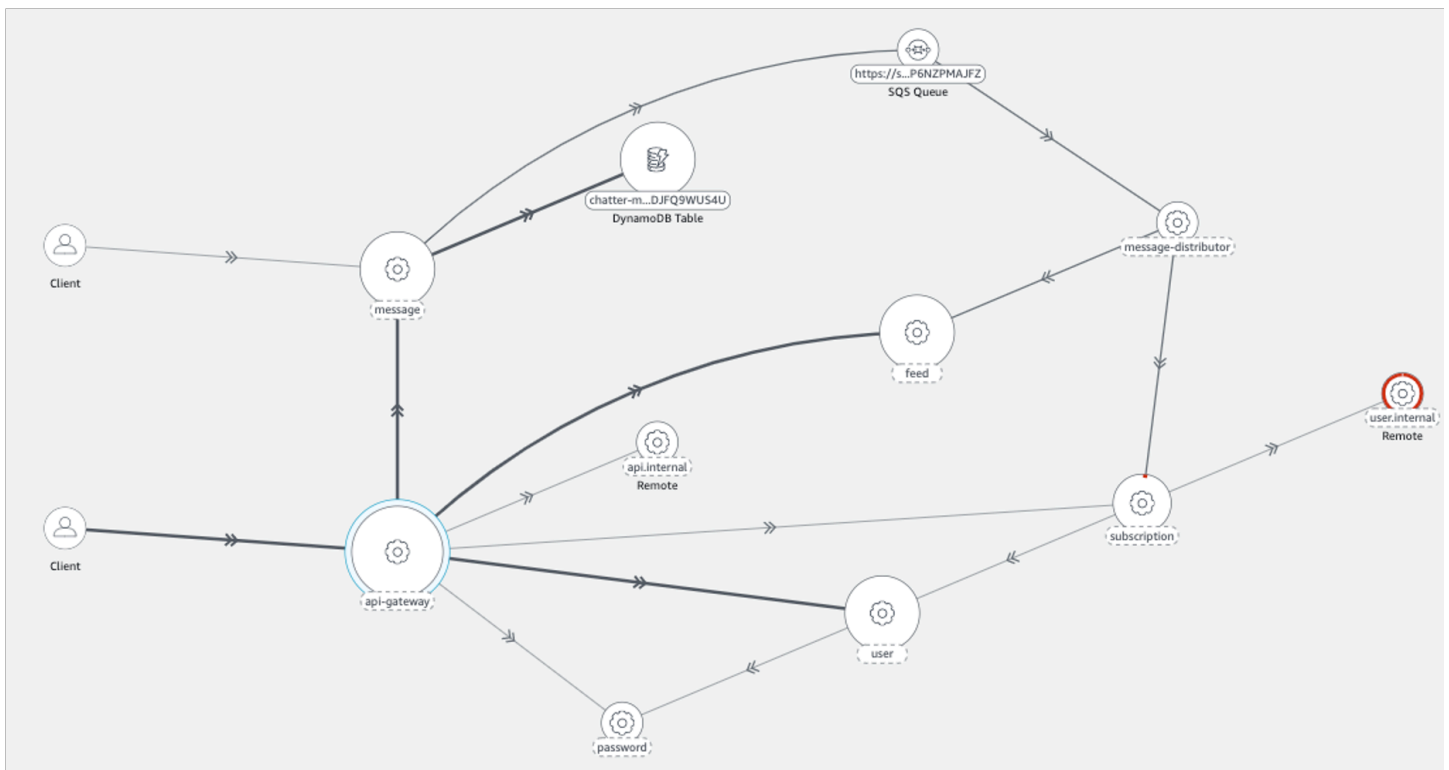 https://s...P6NZPMAJFZ
SQS Queue
chatter-m...DJFQ9WUS4U
DynamoDB Table
message-distributor
Client
message
feed
user.internal
Remote
api.internal
Remote
subscription
Client
api-gateway
user
password